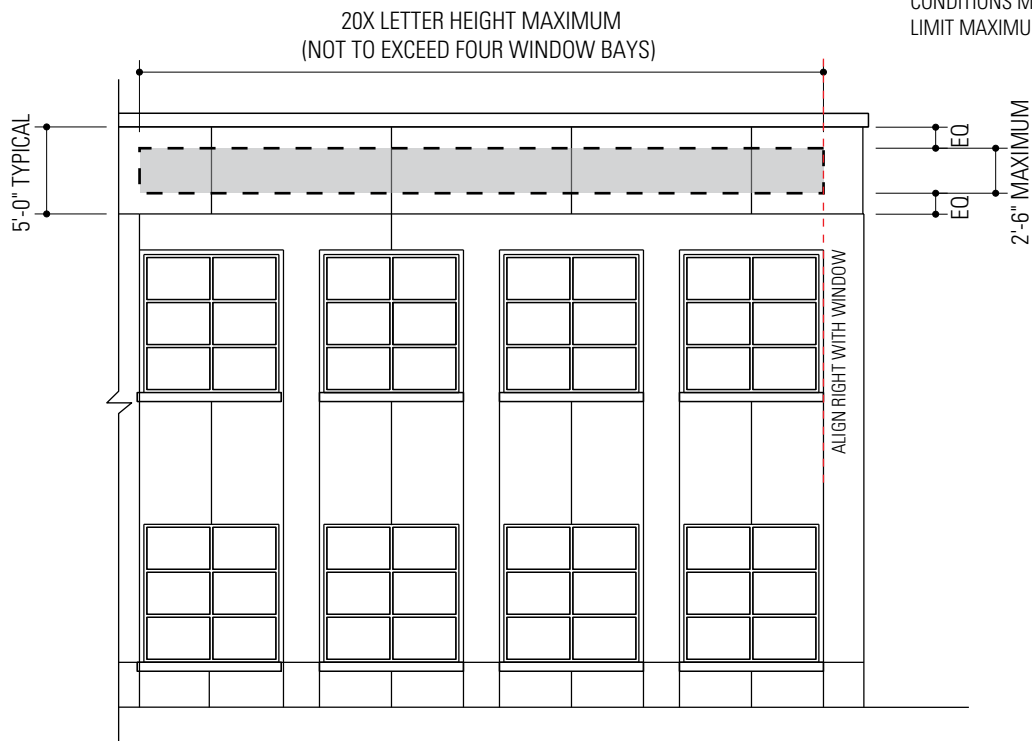 CONDITIONS M
LIMIT MAXIMU
20X LETTER HEIGHT MAXIMUM
(NOT TO EXCEED FOUR WINDOW BAYS)
5'-0" TYPICAL
EQ
2'-6" MAXIMUM
EQ
ALIGN RIGHT WITH WINDOW